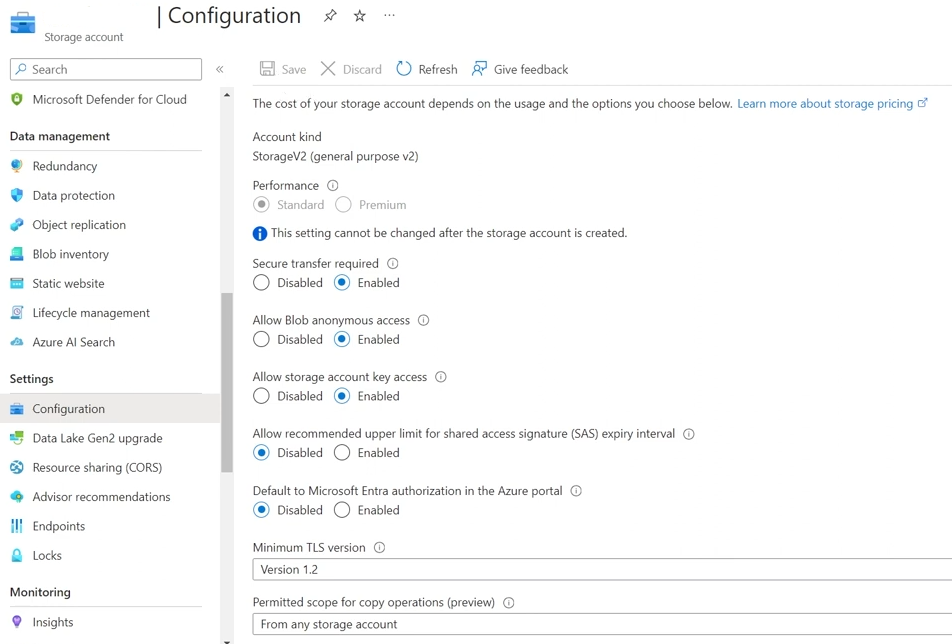 | Configuration
Storage account
Search
Microsoft Defender for Cloud
Data management
Redundancy
Data protection
Object replication
Blob inventory
Static website
Lifecycle management
Azure AI Search
Settings
Configuration
Data Lake Gen2 upgrade
Resource sharing (CORS)
Advisor recommendations
Endpoints
Locks
Monitoring
Insights
Save Discard Refresh Give feedback
The cost of your storage account depends on the usage and the options you choose below. Learn more about storage pricing
Account kind
StorageV2 (general purpose v2)
Performance
Standard Premium
This setting cannot be changed after the storage account is created.
Secure transfer required
Disabled Enabled
Allow Blob anonymous access
Disabled Enabled
Allow storage account key access
Disabled Enabled
Allow recommended upper limit for shared access signature (SAS) expiry interval
Disabled Enabled
Default to Microsoft Entra authorization in the Azure portal
Disabled Enabled
Minimum TLS version
Version 1.2
Permitted scope for copy operations (preview)
From any storage account